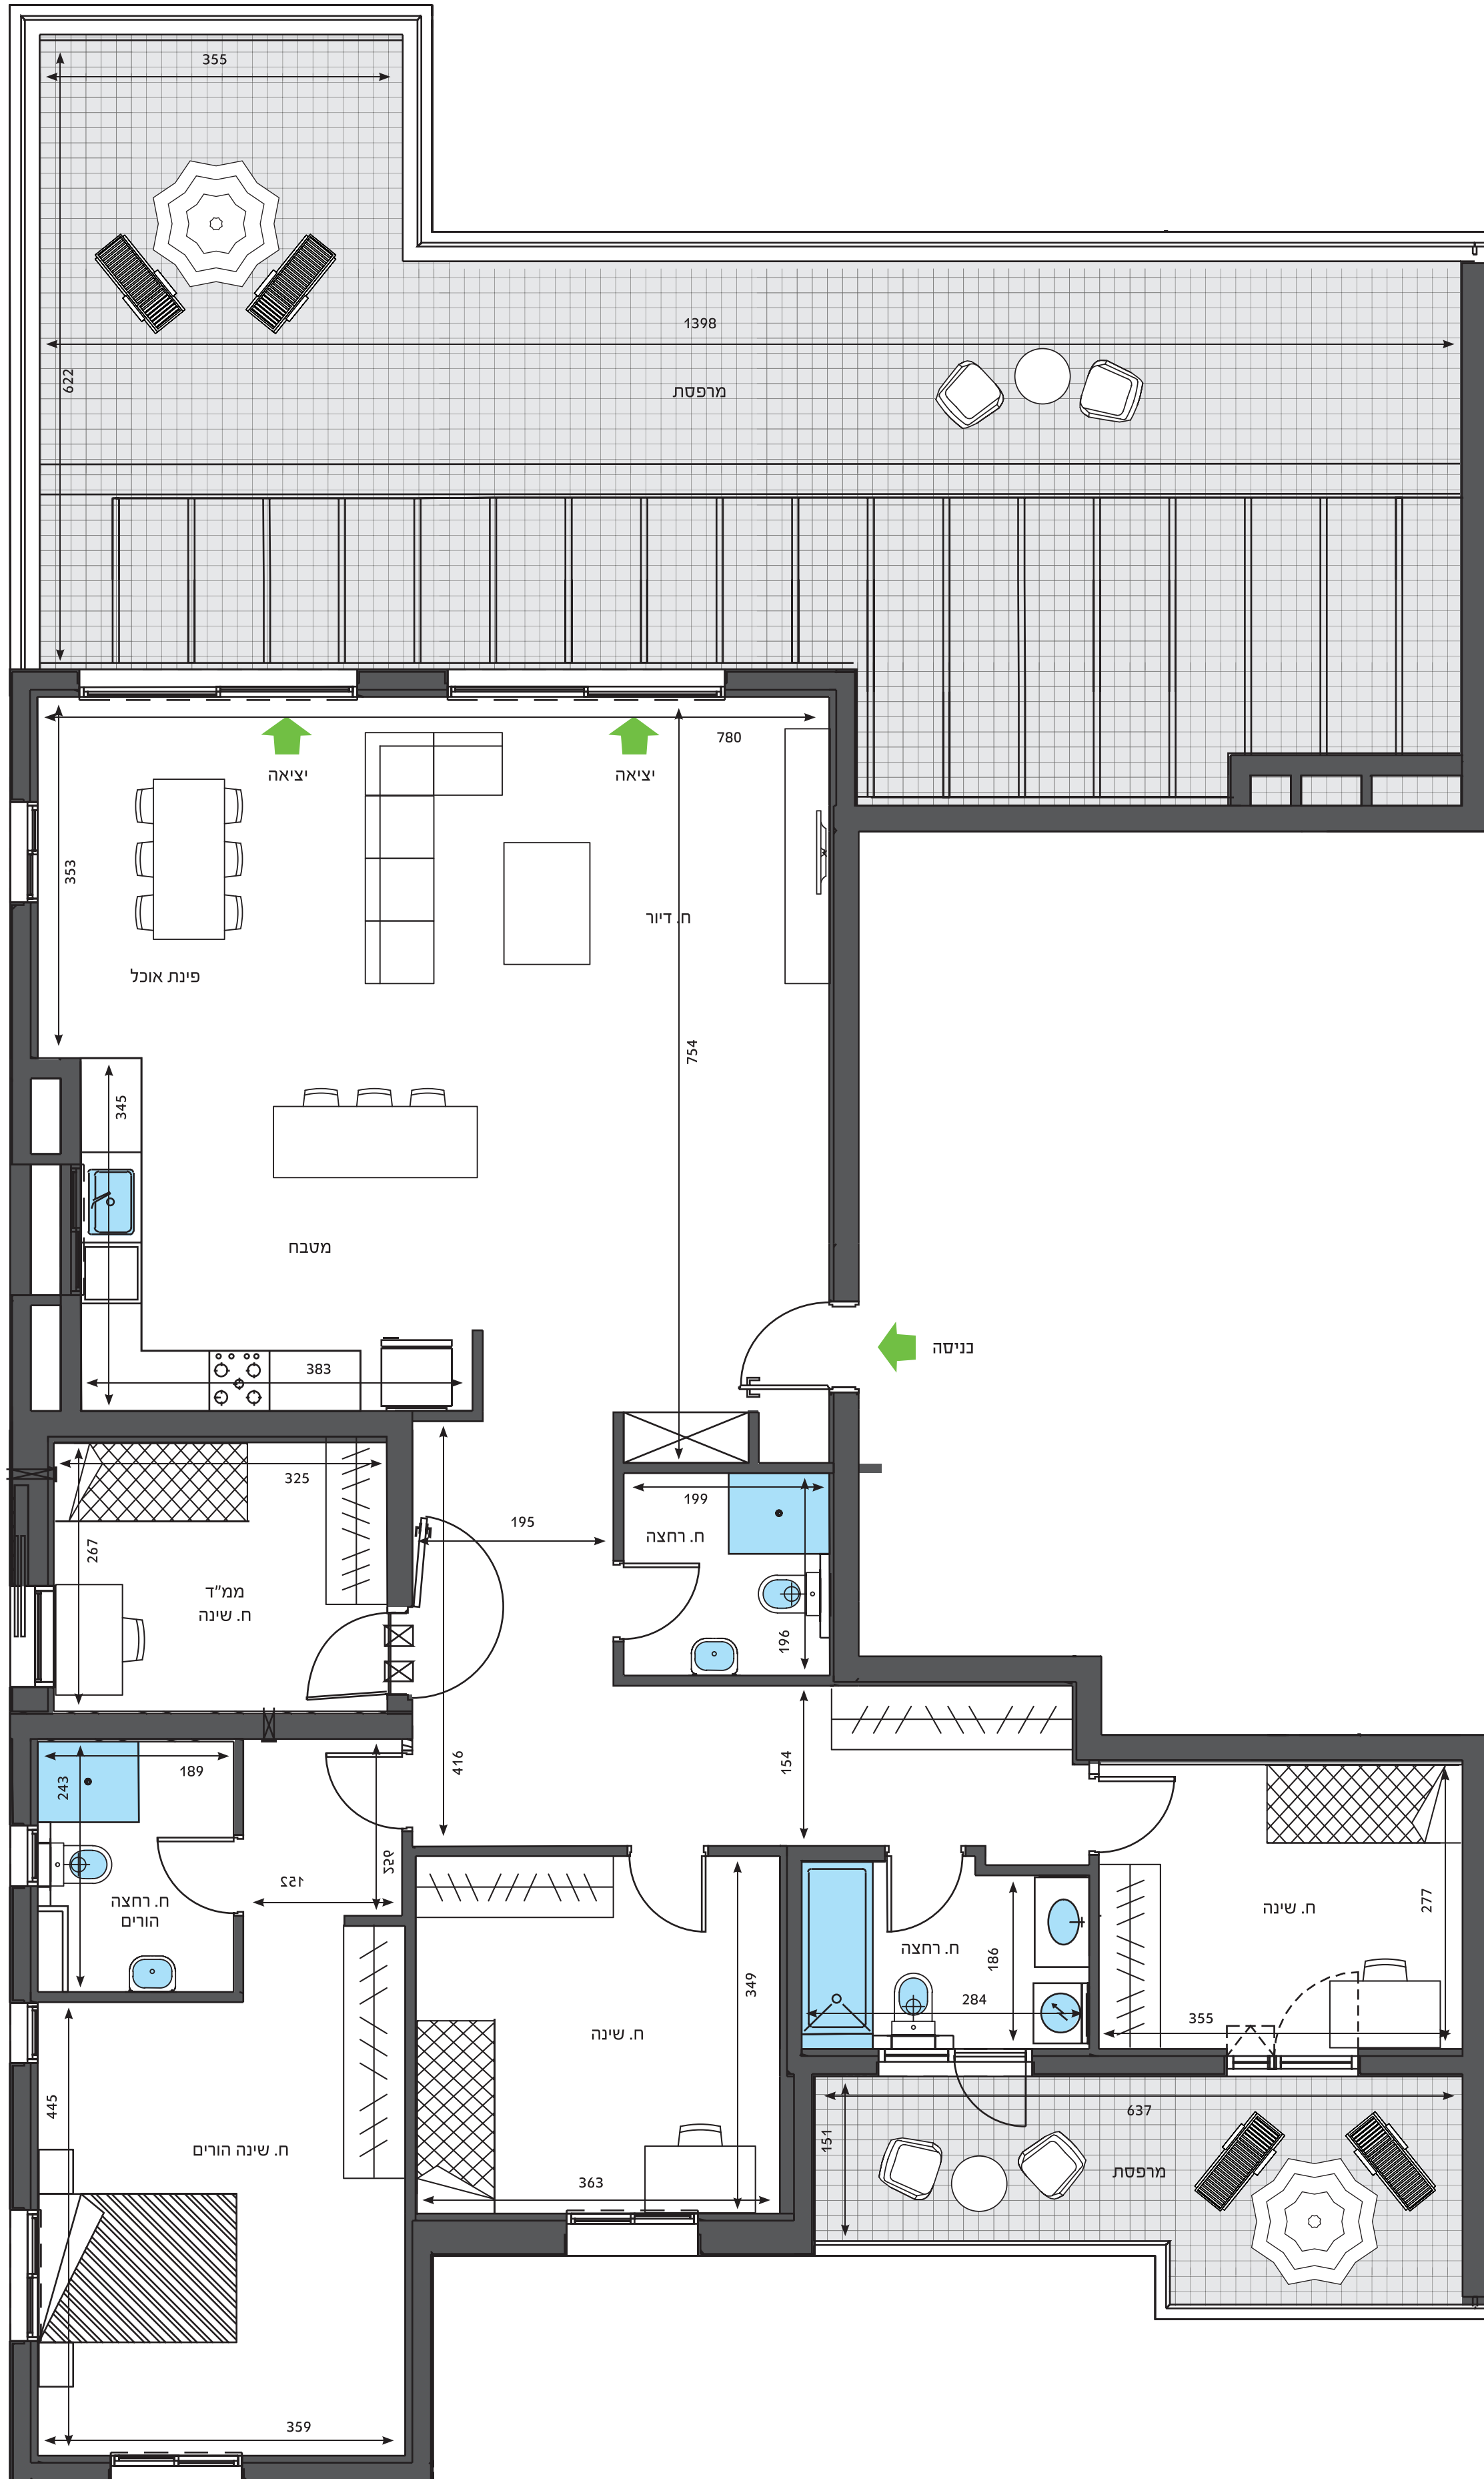 355
1398
622
מרפסת
780
יציאה
יציאה
353
ח. דיור
פינת אוכל
754
345
מטבח
כניסה
383
325
199
195
ח. רחצה
267
ממ"ד
ח. שינה
196
416
154
189
243
256
152
ח. רחצה
הורים
277
ח. שינה
ח. רחצה
186
349
284
355
ח. שינה
445
637
151
ח. שינה הורים
מרפסת
363
359